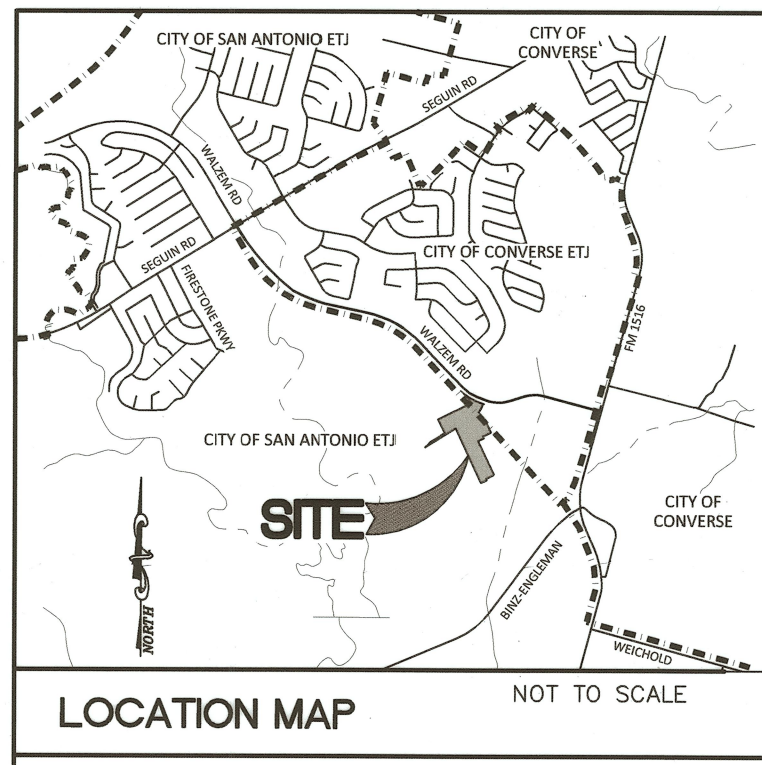 CITY OF SAN ANTONIO ETJ
CITY OF
CONVERSE
SEGUIN RD
WALZEM RD
CITY OF CONVERSE ETJ
SEGUIN RD
FIRESTONE PKWY
FM 1516
WALZEM RD
CITY OF SAN ANTONIO ETJ
SITE
CITY OF
CONVERSE
BINZ-ENGLEMAN
NORTH
WEICHOLD
LOCATION MAP
NOT TO SCALE